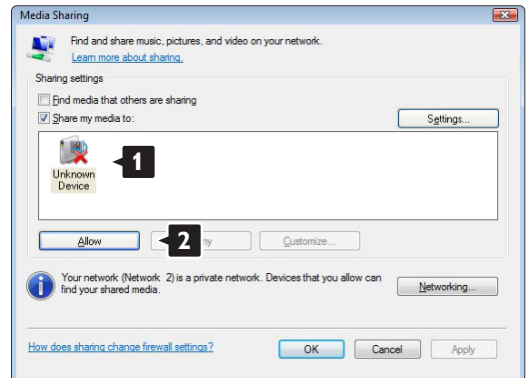 Media Sharing
Find and share music, pictures, and video on your network.
Learn more about sharing.
Sharing settings
Find media that others are sharing
Share my media to:
Settings...
1
Unknown
Device
Allow
2
ny
Customize...
Your network (Network 2) is a private network. Devices that you allow can
find your shared media.
Networking...
How does sharing change firewall settings?
OK
Cancel
Apply